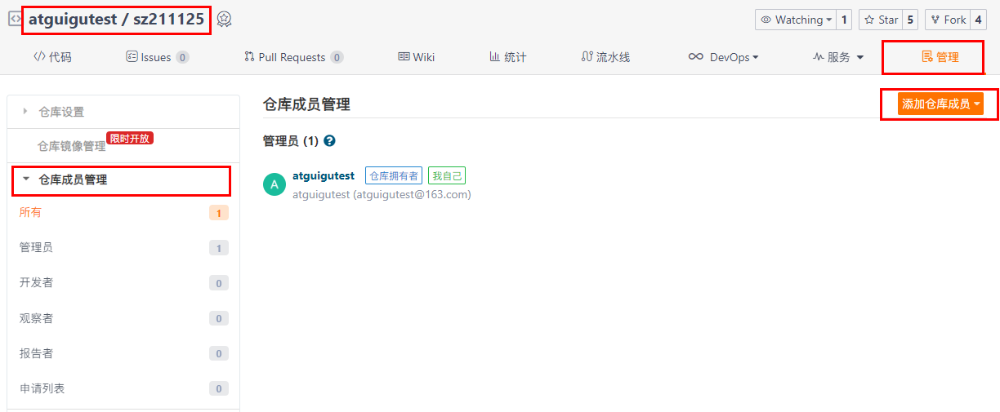 atguigutest / sz211125
Watching 1 Star 5 Fork 4
代码 Issues 0 Pull Requests 0 Wiki 统计 流水线 DevOps 服务 管理
仓库设置
仓库镜像管理 限时开放
仓库成员管理
所有 1
管理员 1
开发者 0
观察者 0
报告者 0
申请列表 0
仓库成员管理 添加仓库成员
管理员 (1) ?
A atguigutest 仓库拥有者 我自己
atguigutest (atguigutest@163.com)